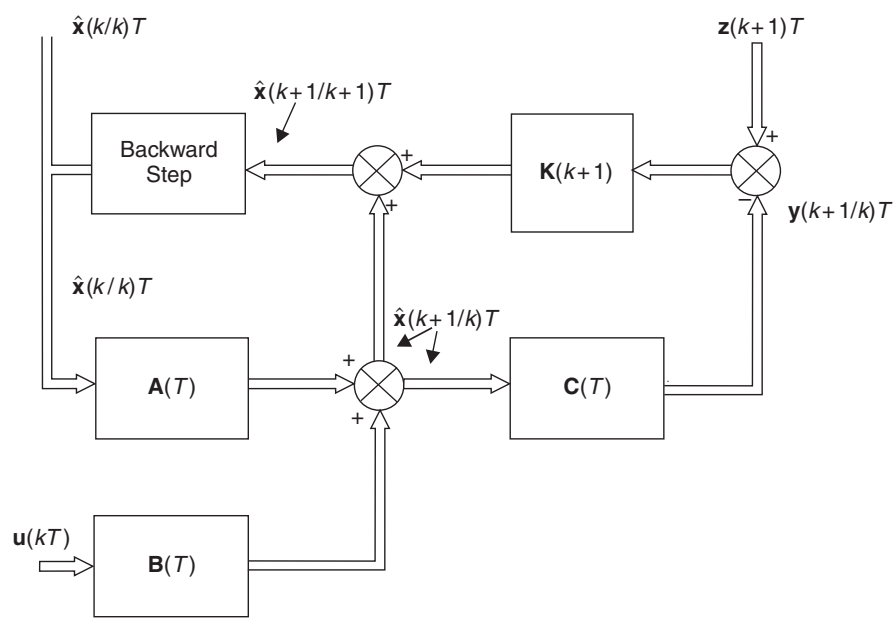 x̂(k/k)T
z(k+1)T
x̂(k+1/k+1)T
Backward
Step
+
K(k+1)
+
+
−
y(k+1/k)T
x̂(k/k)T
x̂(k+1/k)T
+
A(T)
C(T)
+
u(kT)
B(T)